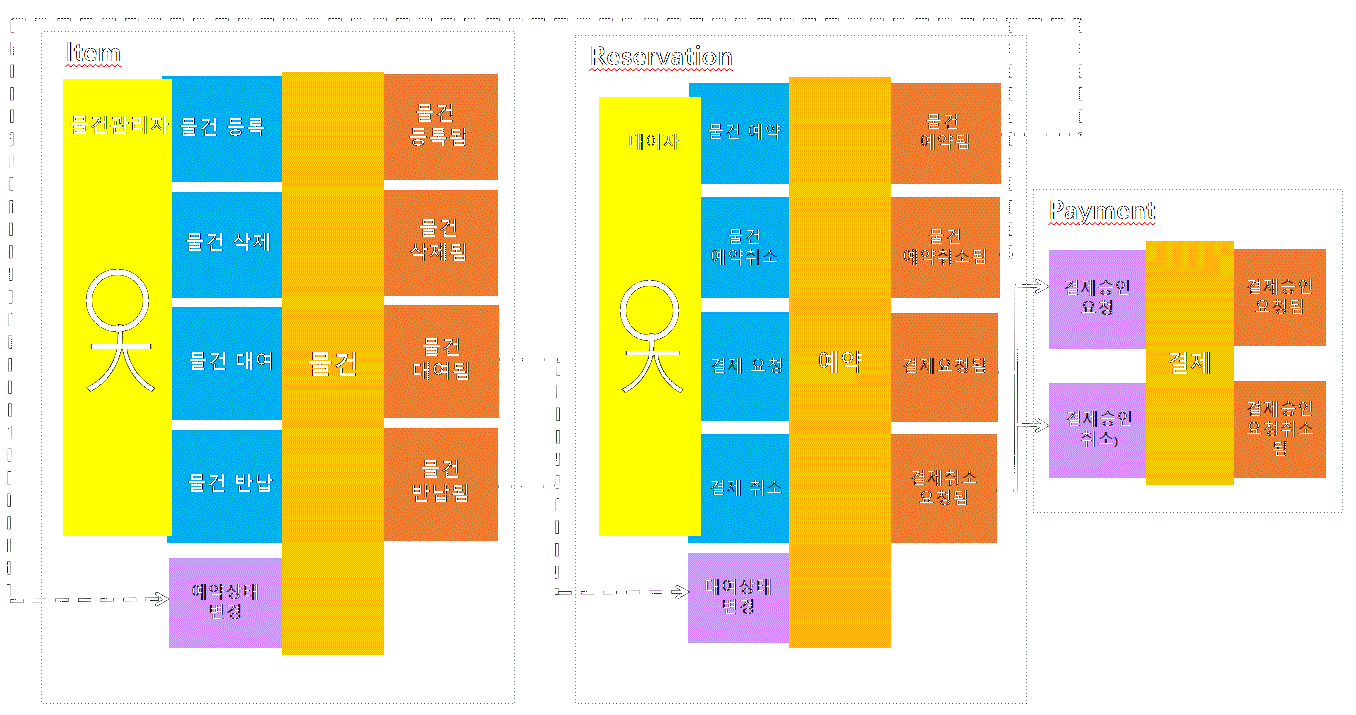 Item
물건관리자
물건 등록
물건
등록됨
물건 삭제
물건
삭제됨
물건 대여
물건
물건
대여됨
물건 반납
물건
반납됨
예약상태
변경
Reservation
대여자
물건 예약
물건
예약됨
물건
예약취소
물건
예약취소됨
결제 요청
예약
결제요청됨
결제 취소
결제취소
요청됨
대여상태
변경
Payment
결제승인
요청
결제승인
요청됨
결제
결제승인
취소)
결제승인
요청취소
됨